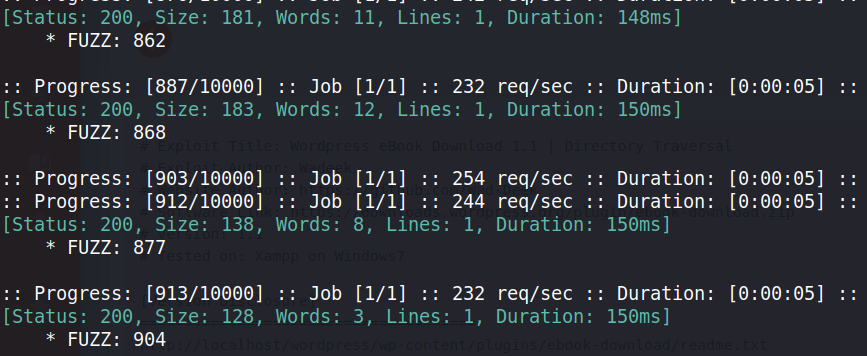 :: Progress: [876/10000] :: Job [1/1] :: 242 req/sec :: Duration: [0:00:05] ::
[Status: 200, Size: 181, Words: 11, Lines: 1, Duration: 148ms]
* FUZZ: 862
:: Progress: [887/10000] :: Job [1/1] :: 232 req/sec :: Duration: [0:00:05] ::
[Status: 200, Size: 183, Words: 12, Lines: 1, Duration: 150ms]
* FUZZ: 868
# Exploit Title: Wordpress eBook Download 1.1 | Directory Traversal
# Exploit Author: Wadeek
:: Progress: [903/10000] :: Job [1/1] :: 254 req/sec :: Duration: [0:00:05] ::
:: Progress: [912/10000] :: Job [1/1] :: 244 req/sec :: Duration: [0:00:05] ::
[Status: 200, Size: 138, Words: 8, Lines: 1, Duration: 150ms]
* FUZZ: 877
# Tested on: Xampp on Windows7
:: Progress: [913/10000] :: Job [1/1] :: 232 req/sec :: Duration: [0:00:05] ::
[Status: 200, Size: 128, Words: 3, Lines: 1, Duration: 150ms]
* FUZZ: 904
http://localhost/wordpress/wp-content/plugins/ebook-download/readme.txt